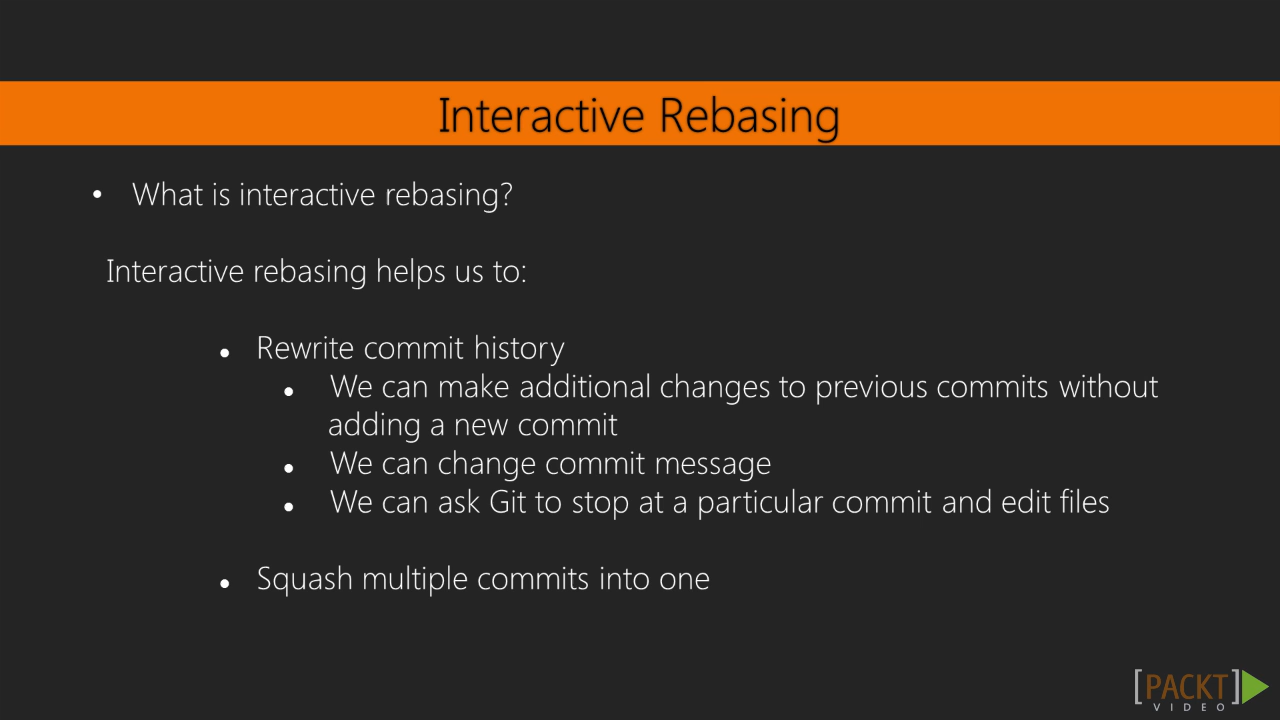 Interactive Rebasing
• What is interactive rebasing?
Interactive rebasing helps us to:
• Rewrite commit history
• We can make additional changes to previous commits without
adding a new commit
• We can change commit message
• We can ask Git to stop at a particular commit and edit files
• Squash multiple commits into one
[PACKT]
VIDEO